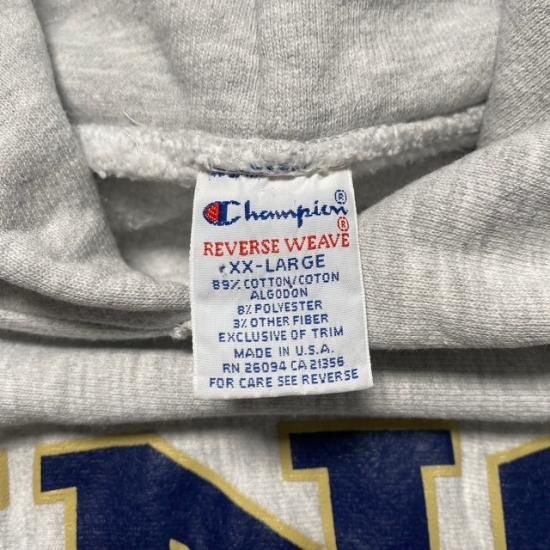 Champion®
REVERSE WEAVE®
XX-LARGE
89% COTTON/COTON
ALGODON
8% POLYESTER
3% OTHER FIBER
EXCLUSIVE OF TRIM
MADE IN U.S.A.
RN 26094 CA 21356
FOR CARE SEE REVERSE